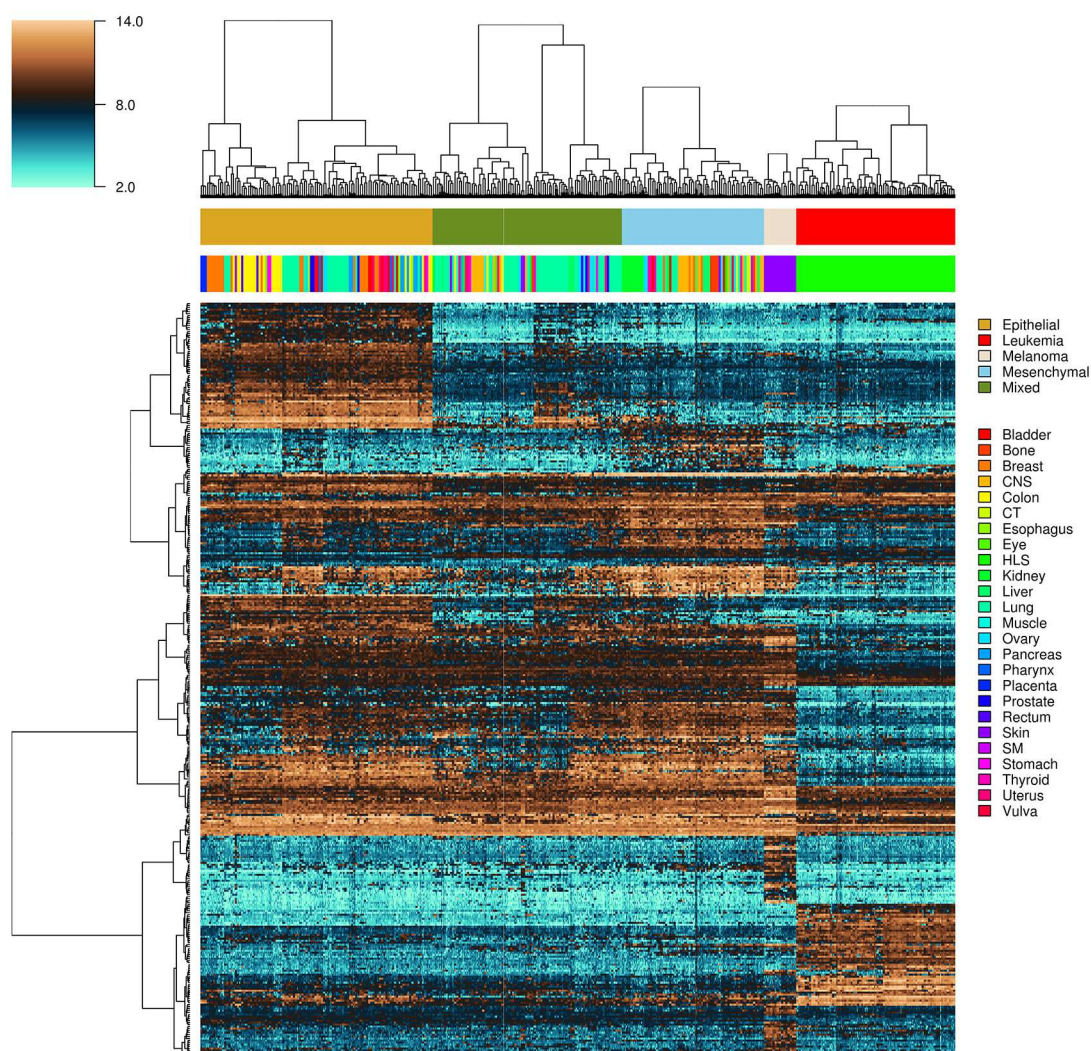 14.0
8.0
2.0
Epithelial
Leukemia
Melanoma
Mesenchymal
Mixed
Bladder
Bone
Breast
CNS
Colon
CT
Esophagus
Eye
HLS
Kidney
Liver
Lung
Muscle
Ovary
Pancreas
Pharynx
Placenta
Prostate
Rectum
Skin
SM
Stomach
Thyroid
Uterus
Vulva